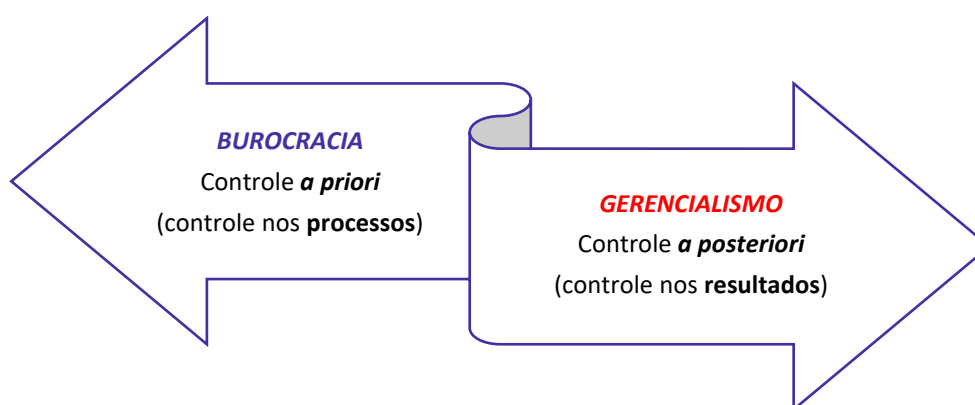 BUROCRACIA
Controle a priori
(controle nos processos)
GERENCIALISMO
Controle a posteriori
(controle nos resultados)